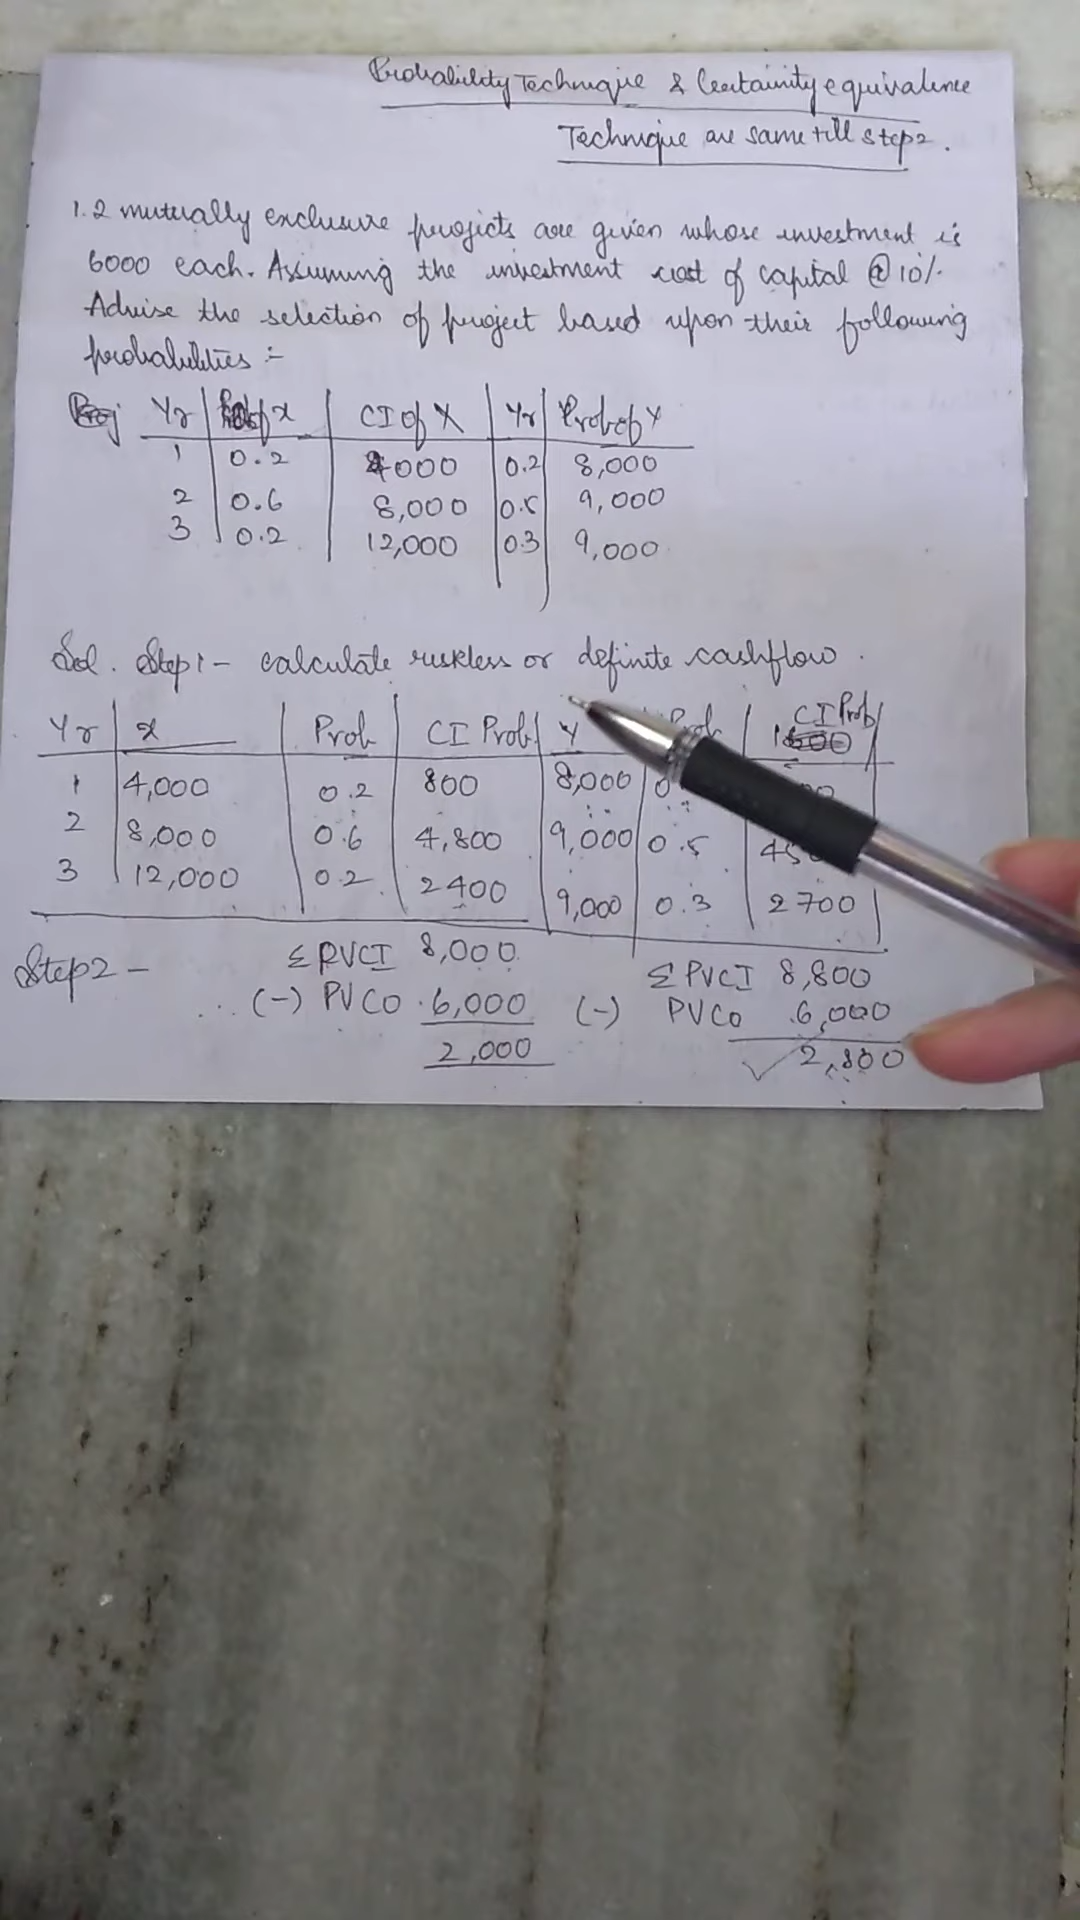 Probability Technique & Certainity equivalence
Technique are same till step 2.
1. 2 mutually exclusive projects are given whose investment is
6000 each. Assuming the investment cost of capital @ 10%.
Advise the selection of project based upon their following
probabilities :-
Proj Yr Prob of x CI of X Yr Prob of Y
1 0.2 4000 0.2 8,000
2 0.6 8,000 0.5 9,000
3 0.2 12,000 0.3 9,000
Sol. Step 1 - calculate riskless or definite cashflow.
Yr x Prob CI Prob Y Prob CI Prob
1 4,000 0.2 800 8,000
2 8,000 0.6 4,800 9,000 0.5
3 12,000 0.2 2400 9,000 0.3 2700
Step 2 - Σ PVCI 8,000 Σ PVCI 8,800
(-) PVCO 6,000 (-) PVCO 6,000
2,000 2,800